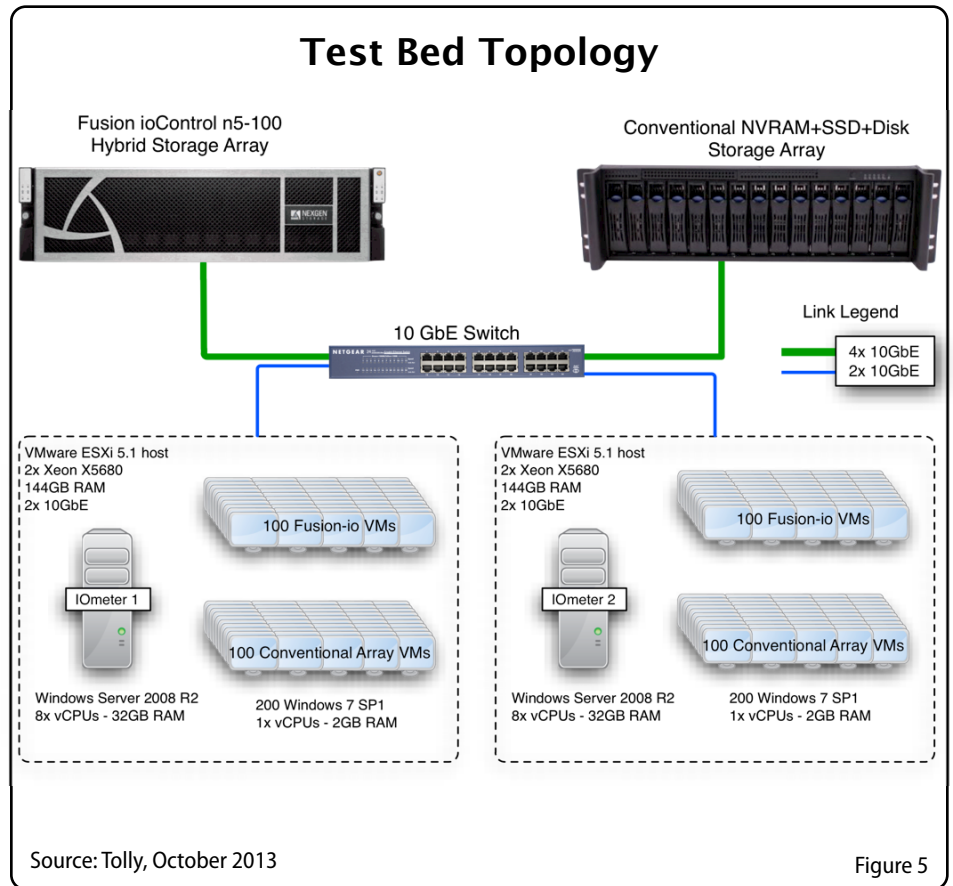 Test Bed Topology
Fusion ioControl n5-100
Hybrid Storage Array
Conventional NVRAM+SSD+Disk
Storage Array
NEXGEN
STORAGE
10 GbE Switch
NETGEAR
Link Legend
4x 10GbE
2x 10GbE
VMware ESXi 5.1 host
2x Xeon X5680
144GB RAM
2x 10GbE
100 Fusion-io VMs
IOmeter 1
100 Conventional Array VMs
Windows Server 2008 R2
8x vCPUs - 32GB RAM
200 Windows 7 SP1
1x vCPUs - 2GB RAM
VMware ESXi 5.1 host
2x Xeon X5680
144GB RAM
2x 10GbE
100 Fusion-io VMs
IOmeter 2
100 Conventional Array VMs
Windows Server 2008 R2
8x vCPUs - 32GB RAM
200 Windows 7 SP1
1x vCPUs - 2GB RAM
Source: Tolly, October 2013
Figure 5